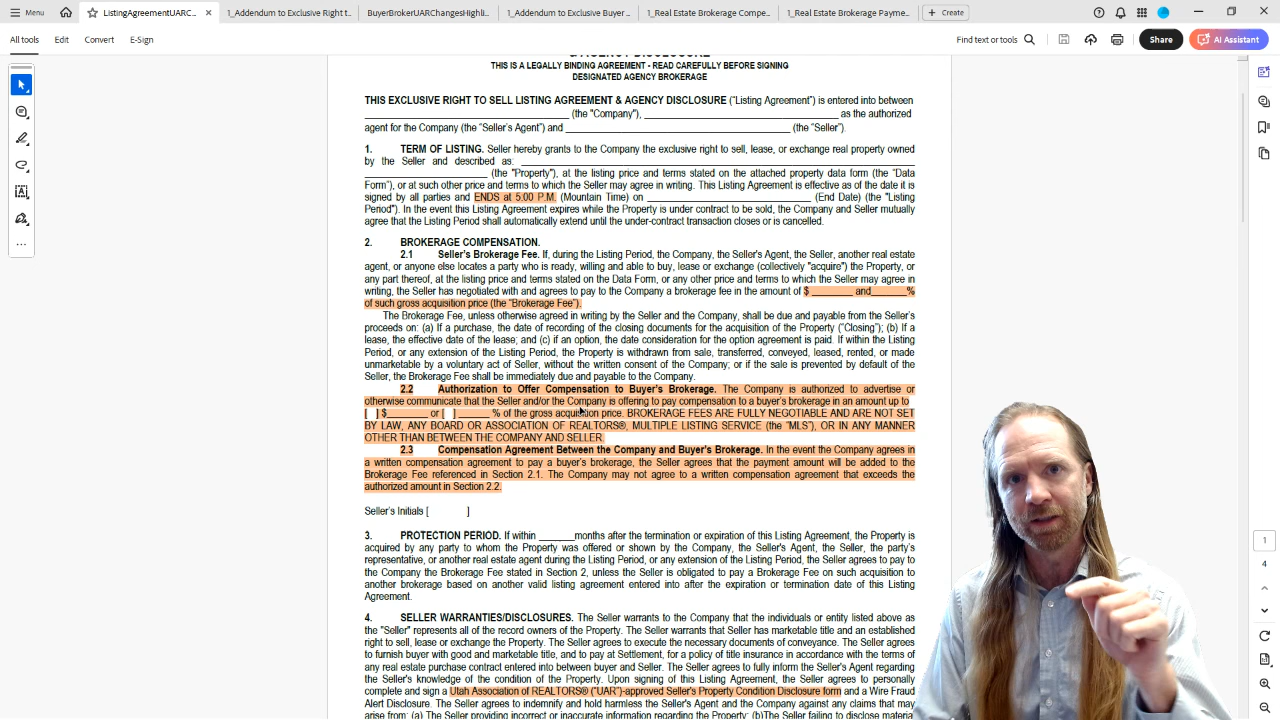 Menu
ListingAgreementUARC...
1_Addendum to Exclusive Right t...
BuyerBrokerUARChangesHighli...
1_Addendum to Exclusive Buyer ...
1_Real Estate Brokerage Compe...
1_Real Estate Brokerage Payme...
Create
All tools
Edit
Convert
E-Sign
Find text or tools
Share
AI Assistant
& AGENCY DISCLOSURE
THIS IS A LEGALLY BINDING AGREEMENT - READ CAREFULLY BEFORE SIGNING
DESIGNATED AGENCY BROKERAGE
THIS EXCLUSIVE RIGHT TO SELL LISTING AGREEMENT & AGENCY DISCLOSURE ("Listing Agreement") is entered into between
(the "Company"), as the authorized
agent for the Company (the "Seller's Agent") and (the "Seller").
1. TERM OF LISTING. Seller hereby grants to the Company the exclusive right to sell, lease, or exchange real property owned
by the Seller and described as:
(the "Property"), at the listing price and terms stated on the attached property data form (the "Data
Form"), or at such other price and terms to which the Seller may agree in writing. This Listing Agreement is effective as of the date it is
signed by all parties and ENDS at 5:00 P.M. (Mountain Time) on (End Date) (the "Listing
Period"). In the event this Listing Agreement expires while the Property is under contract to be sold, the Company and Seller mutually
agree that the Listing Period shall automatically extend until the under-contract transaction closes or is cancelled.
2. BROKERAGE COMPENSATION.
2.1 Seller's Brokerage Fee. If, during the Listing Period, the Company, the Seller's Agent, the Seller, another real estate
agent, or anyone else locates a party who is ready, willing and able to buy, lease or exchange (collectively "acquire") the Property, or
any part thereof, at the listing price and terms stated on the Data Form, or any other price and terms to which the Seller may agree in
writing, the Seller has negotiated with and agrees to pay to the Company a brokerage fee in the amount of $ ________ and_______%
of such gross acquisition price (the "Brokerage Fee").
The Brokerage Fee, unless otherwise agreed in writing by the Seller and the Company, shall be due and payable from the Seller's
proceeds on: (a) If a purchase, the date of recording of the closing documents for the acquisition of the Property ("Closing"); (b) If a
lease, the effective date of the lease; and (c) if an option, the date consideration for the option agreement is paid. If within the Listing
Period, or any extension of the Listing Period, the Property is withdrawn from sale, transferred, conveyed, leased, rented, or made
unmarketable by a voluntary act of Seller, without the written consent of the Company; or if the sale is prevented by default of the
Seller, the Brokerage Fee shall be immediately due and payable to the Company.
2.2 Authorization to Offer Compensation to Buyer's Brokerage. The Company is authorized to advertise or
otherwise communicate that the Seller and/or the Company is offering to pay compensation to a buyer's brokerage in an amount up to
[ ] $________ or [ ] ______ % of the gross acquisition price. BROKERAGE FEES ARE FULLY NEGOTIABLE AND ARE NOT SET
BY LAW, ANY BOARD OR ASSOCIATION OF REALTORS®, MULTIPLE LISTING SERVICE (the "MLS"), OR IN ANY MANNER
OTHER THAN BETWEEN THE COMPANY AND SELLER.
2.3 Compensation Agreement Between the Company and Buyer's Brokerage. In the event the Company agrees in
a written compensation agreement to pay a buyer's brokerage, the Seller agrees that the payment amount will be added to the
Brokerage Fee referenced in Section 2.1. The Company may not agree to a written compensation agreement that exceeds the
authorized amount in Section 2.2.
Seller's Initials [ ]
3. PROTECTION PERIOD. If within _______months after the termination or expiration of this Listing Agreement, the Property is
acquired by any party to whom the Property was offered or shown by the Company, the Seller's Agent, the Seller, the party's
representative, or another real estate agent during the Listing Period, or any extension of the Listing Period, the Seller agrees to pay to
the Company the Brokerage Fee stated in Section 2, unless the Seller is obligated to pay a Brokerage Fee on such acquisition to
another brokerage based on another valid listing agreement entered into after the expiration or termination date of this Listing
Agreement.
4. SELLER WARRANTIES/DISCLOSURES. The Seller warrants to the Company that the individuals or entity listed above as
the "Seller" represents all of the record owners of the Property. The Seller warrants that Seller has marketable title and an established
right to sell, lease or exchange the Property. The Seller agrees to execute the necessary documents of conveyance. The Seller agrees
to furnish buyer with good and marketable title, and to pay at Settlement, for a policy of title insurance in accordance with the terms of
any real estate purchase contract entered into between buyer and Seller. The Seller agrees to fully inform the Seller's Agent regarding
the Seller's knowledge of the condition of the Property. Upon signing of this Listing Agreement, the Seller agrees to personally
complete and sign a Utah Association of REALTORS® ("UAR")-approved Seller's Property Condition Disclosure form and a Wire Fraud
Alert Disclosure. The Seller agrees to indemnify and hold harmless the Seller's Agent and the Company against any claims that may
arise from: (a) The Seller providing incorrect or inaccurate information regarding the Property; (b)The Seller failing to disclose material
1
4